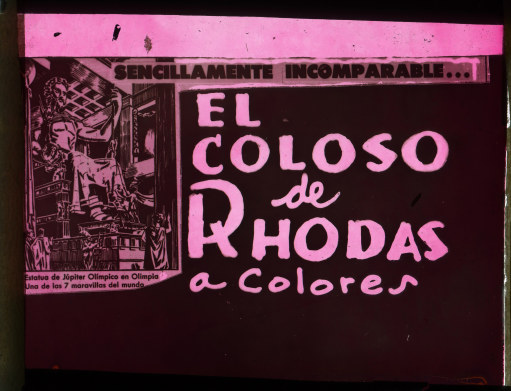 SENCILLAMENTE INCOMPARABLE...
EL
COLOSO
de
RHODAS
a Colores
Estatua de Júpiter Olímpico en Olimpia
Una de las 7 maravillas del mundo